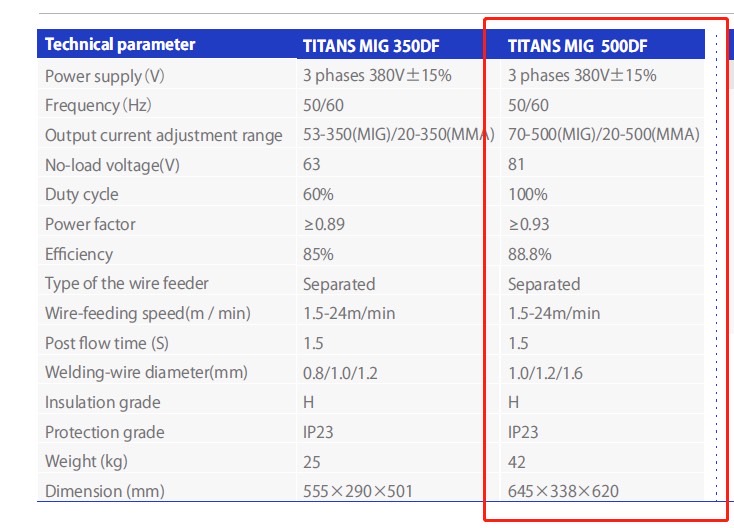 Technical parameter TITANS MIG 350DF TITANS MIG 500DF
Power supply(V) 3 phases 380V±15% 3 phases 380V±15%
Frequency(Hz) 50/60 50/60
Output current adjustment range 53-350(MIG)/20-350(MMA) 70-500(MIG)/20-500(MMA)
No-load voltage(V) 63 81
Duty cycle 60% 100%
Power factor ≥0.89 ≥0.93
Efficiency 85% 88.8%
Type of the wire feeder Separated Separated
Wire-feeding speed(m / min) 1.5-24m/min 1.5-24m/min
Post flow time (S) 1.5 1.5
Welding-wire diameter(mm) 0.8/1.0/1.2 1.0/1.2/1.6
Insulation grade H H
Protection grade IP23 IP23
Weight (kg) 25 42
Dimension (mm) 555×290×501 645×338×620